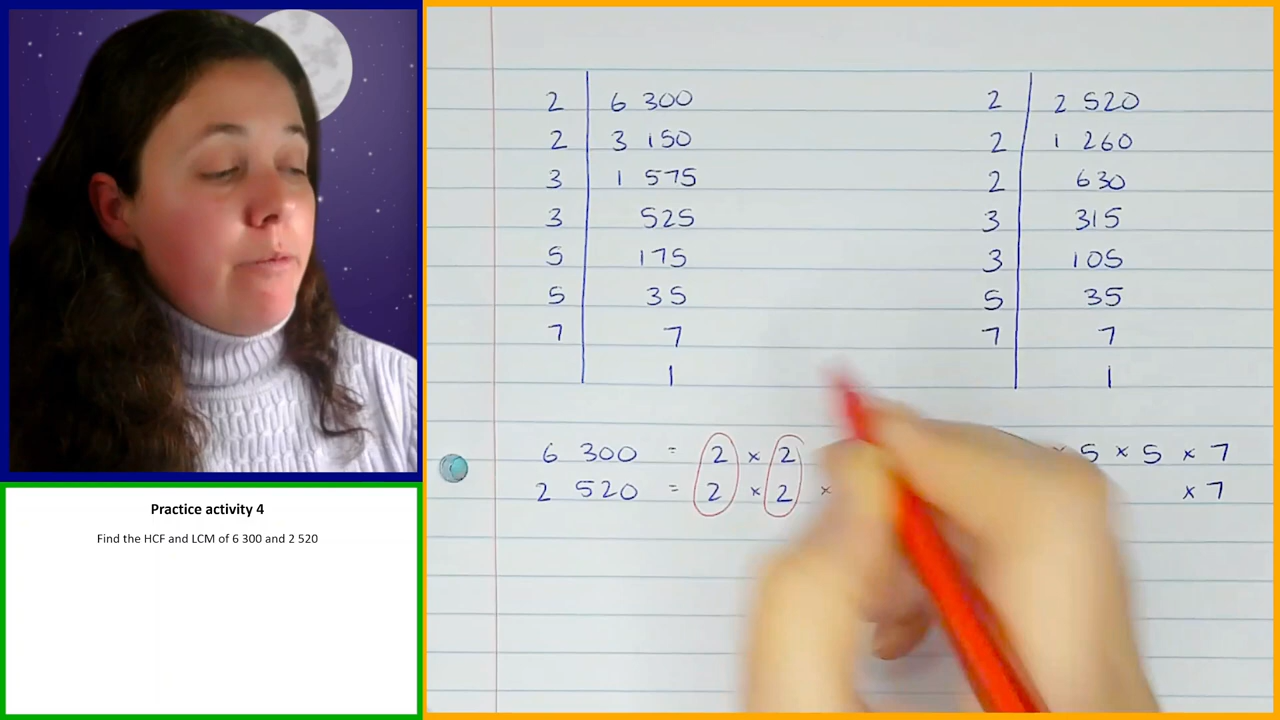 Practice activity 4
Find the HCF and LCM of 6 300 and 2 520
2 6 300
2 3 150
3 1 575
3 525
5 175
5 35
7 7
1
2 2 520
2 1 260
2 630
3 315
3 105
5 35
7 7
1
6 300 = 2 × 2 × 5 × 5 × 7
2 520 = 2 × 2 × × 7